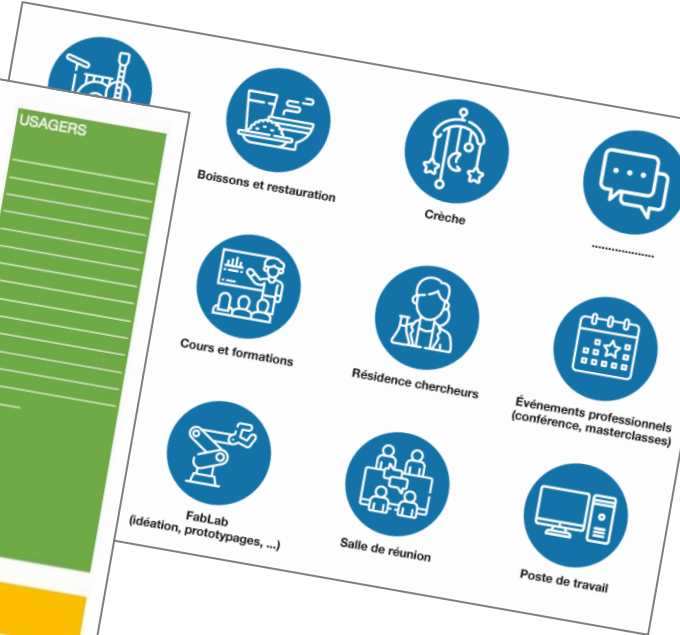 USAGERS
Boissons et restauration
Crèche
...................
Cours et formations
Résidence chercheurs
Événements professionnels
(conférence, masterclasses)
FabLab
(idéation, prototypages, ...)
Salle de réunion
Poste de travail